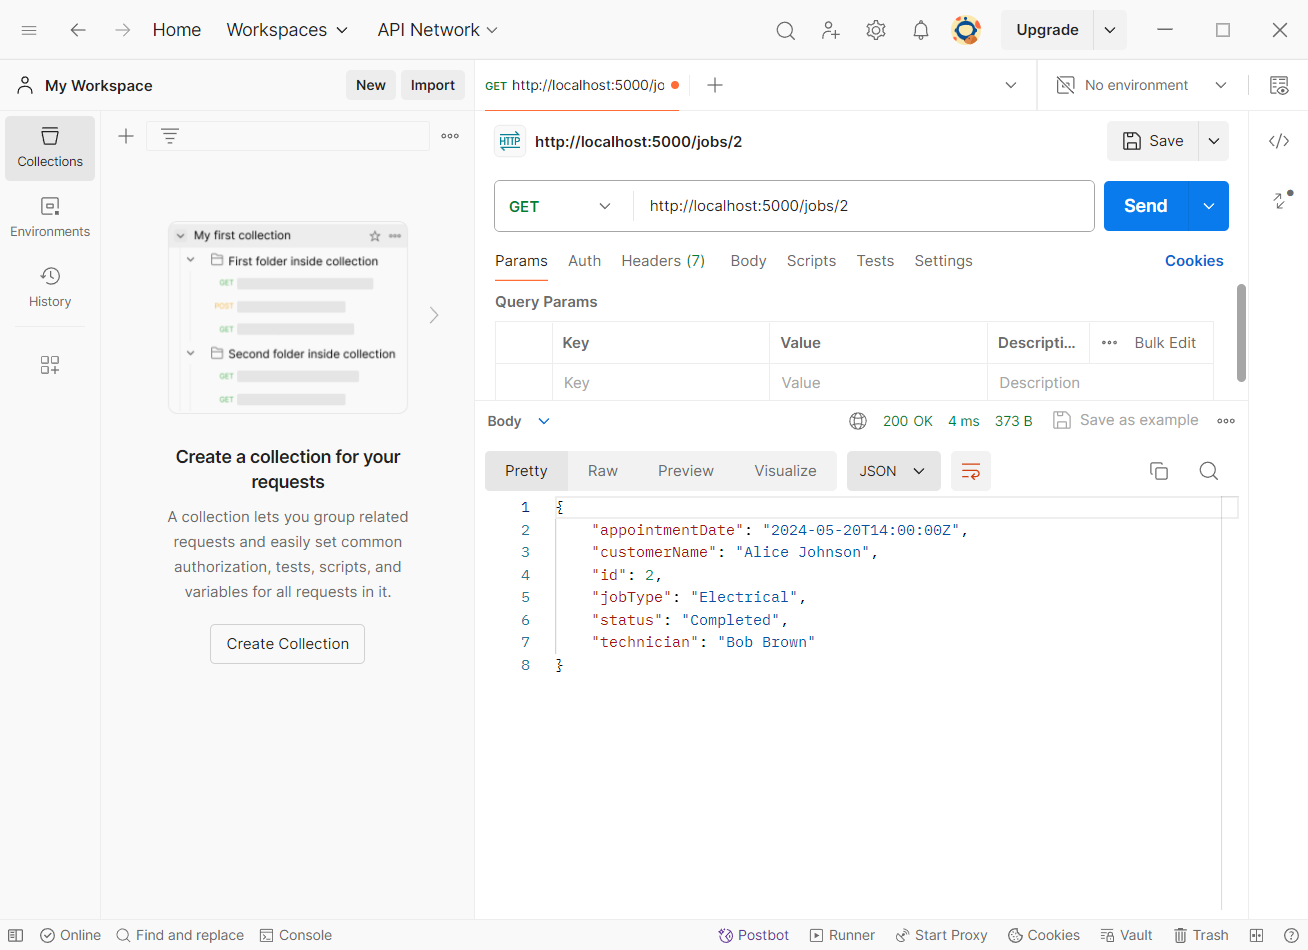 Home Workspaces API Network Upgrade
My Workspace New Import
GET http://localhost:5000/jo No environment
Collections
Environments
History
My first collection
First folder inside collection
GET
POST
GET
Second folder inside collection
GET
GET
Create a collection for your
requests
A collection lets you group related
requests and easily set common
authorization, tests, scripts, and
variables for all requests in it.
Create Collection
HTTP http://localhost:5000/jobs/2 Save
GET http://localhost:5000/jobs/2 Send
Params Auth Headers (7) Body Scripts Tests Settings Cookies
Query Params
Key Value Descripti... Bulk Edit
Key Value Description
Body 200 OK 4 ms 373 B Save as example
Pretty Raw Preview Visualize JSON
1 {
2 "appointmentDate": "2024-05-20T14:00:00Z",
3 "customerName": "Alice Johnson",
4 "id": 2,
5 "jobType": "Electrical",
6 "status": "Completed",
7 "technician": "Bob Brown"
8 }
Online Find and replace Console Postbot Runner Start Proxy Cookies Vault Trash